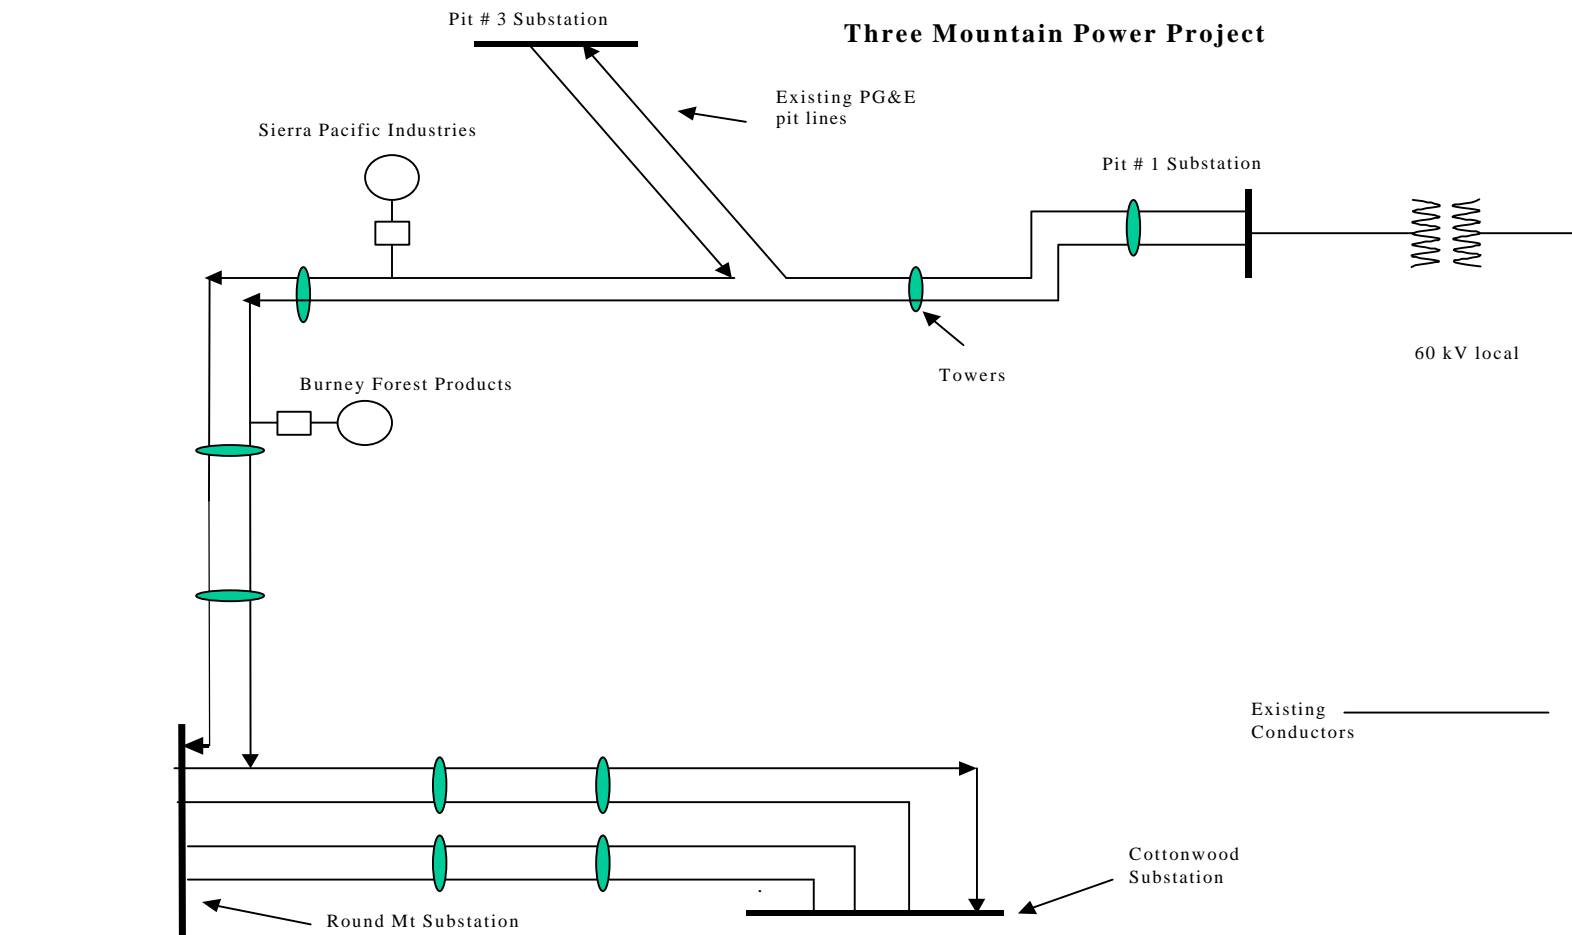 Pit # 3 Substation
Three Mountain Power Project
Existing PG&E
pit lines
Sierra Pacific Industries
Pit # 1 Substation
60 kV local
Towers
Burney Forest Products
Existing
Conductors
Cottonwood
Substation
Round Mt Substation